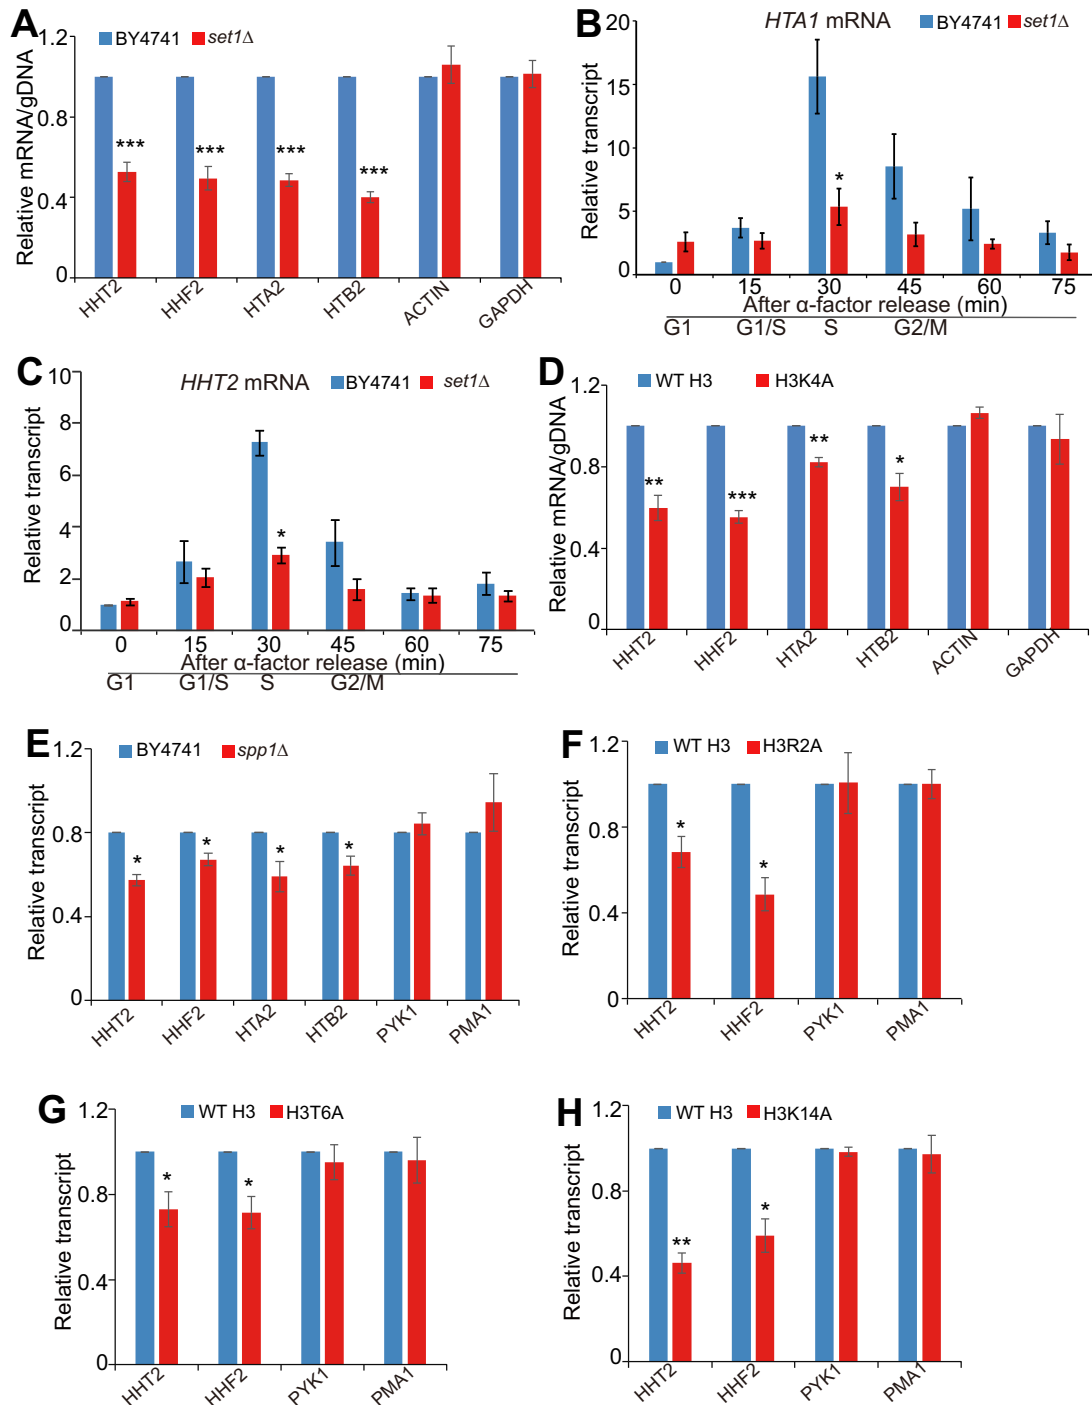 A
BY4741 set1Δ
Relative mRNA/gDNA
1.2
0.8
0.4
0
***
***
***
***
HHT2 HHF2 HTA2 HTB2 ACTIN GAPDH
B
HTA1 mRNA BY4741 set1Δ
Relative transcript
20
15
10
5
0
*
0 15 30 45 60 75
After α-factor release (min)
G1 G1/S S G2/M
C
HHT2 mRNA BY4741 set1Δ
Relative transcript
10
8
6
4
2
0
*
0 15 30 45 60 75
After α-factor release (min)
G1 G1/S S G2/M
D
WT H3 H3K4A
Relative mRNA/gDNA
1.2
0.8
0.4
0
**
***
**
*
HHT2 HHF2 HTA2 HTB2 ACTIN GAPDH
E
BY4741 spp1Δ
Relative transcript
1.2
0.8
0.4
0
*
*
*
*
HHT2 HHF2 HTA2 HTB2 PYK1 PMA1
F
WT H3 H3R2A
Relative transcript
1.2
0.8
0.4
0
*
*
HHT2 HHF2 PYK1 PMA1
G
WT H3 H3T6A
Relative transcript
1.2
0.8
0.4
0
*
*
HHT2 HHF2 PYK1 PMA1
H
WT H3 H3K14A
Relative transcript
1.2
0.8
0.4
0
**
*
HHT2 HHF2 PYK1 PMA1